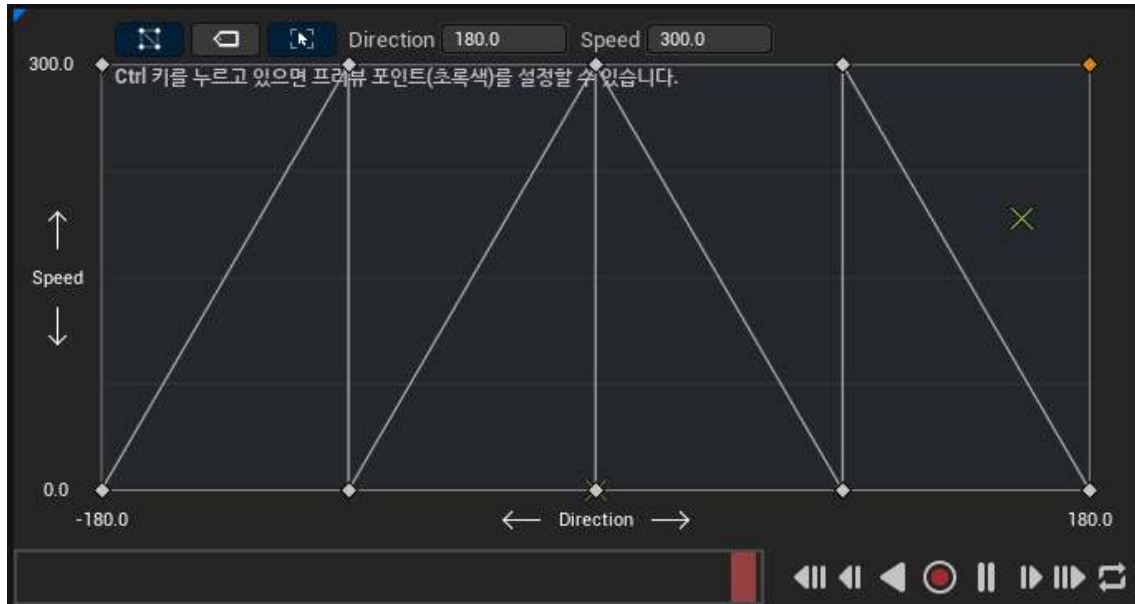 Direction 180.0 Speed 300.0
300.0
Ctrl 키를 누르고 있으면 프리뷰 포인트(초록색)를 설정할 수 있습니다.
Speed
0.0
-180.0 Direction 180.0